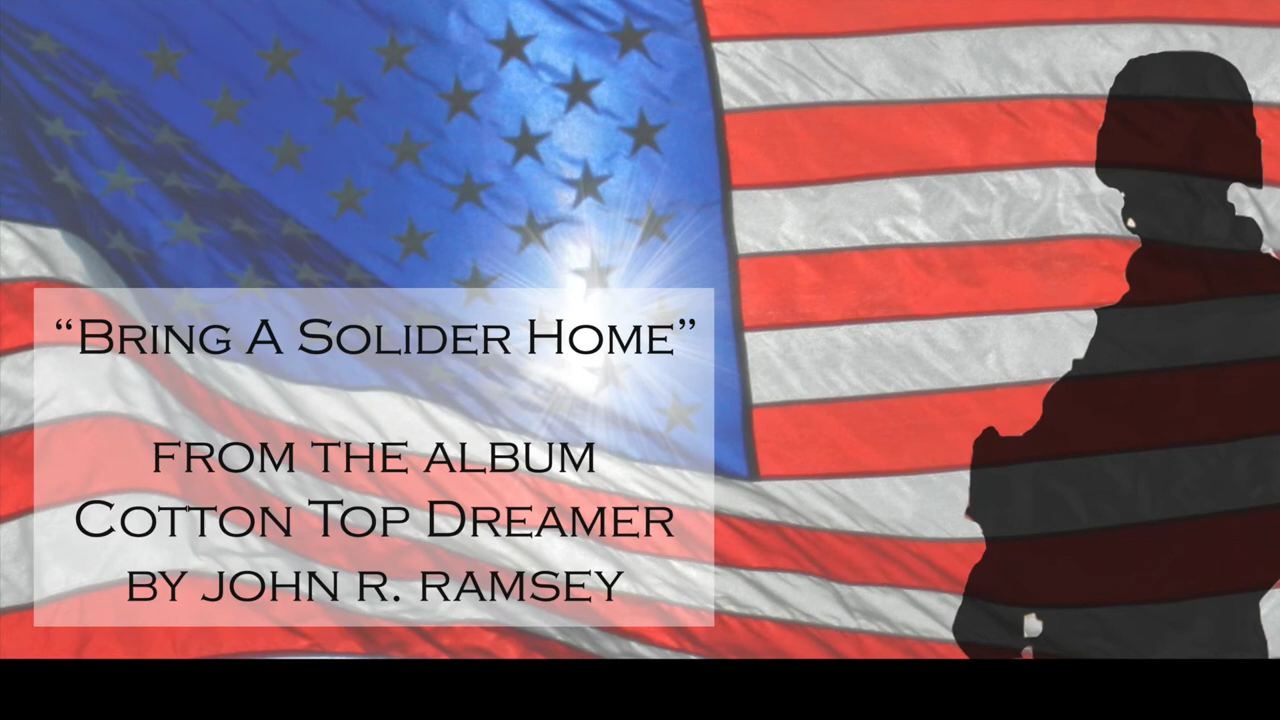 “Bring A Solider Home”
from the album
Cotton Top Dreamer
by John R. Ramsey